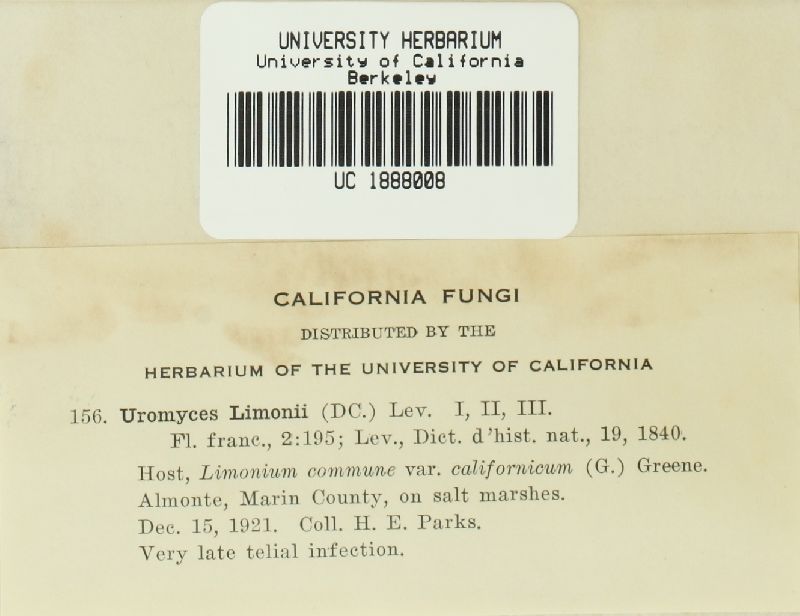 UNIVERSITY HERBARIUM
University of California
Berkeley
UC 1888008
CALIFORNIA FUNGI
DISTRIBUTED BY THE
HERBARIUM OF THE UNIVERSITY OF CALIFORNIA
156. Uromyces Limonii (DC.) Lev. I, II, III.
Fl. franc., 2:195; Lev., Dict. d'hist. nat., 19, 1840.
Host, Limonium commune var. californicum (G.) Greene.
Almonte, Marin County, on salt marshes.
Dec. 15, 1921. Coll. H. E. Parks.
Very late telial infection.